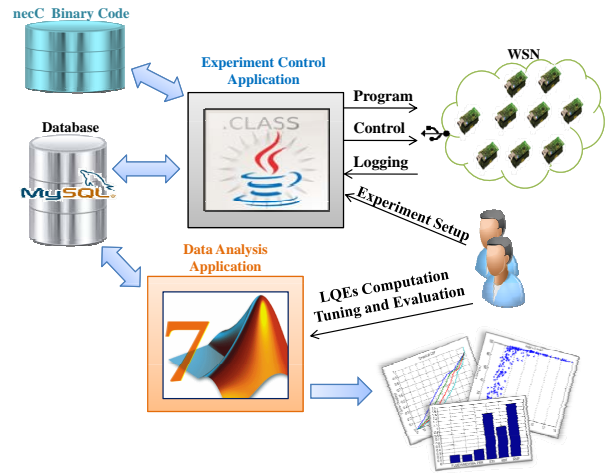 necC Binary Code
Experiment Control
Application
WSN
Program
.CLASS
Control
Database
Logging
MySQL
Experiment Setup
Data Analysis
Application
LQEs Computation
Tuning and Evaluation
7